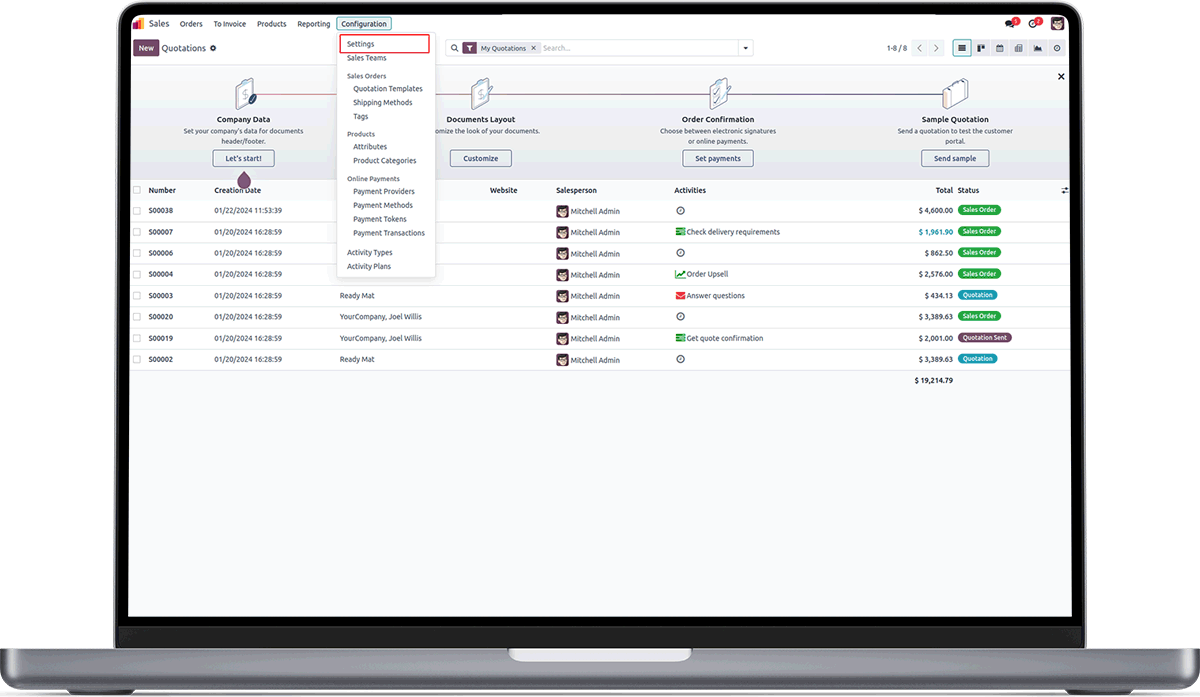 Sales Orders To Invoice Products Reporting Configuration 1 2
New Quotations My Quotations × Search... 1-8 / 8
Settings
Sales Teams
Sales Orders
Quotation Templates
Shipping Methods
Tags
Products
Attributes
Product Categories
Online Payments
Payment Providers
Payment Methods
Payment Tokens
Payment Transactions
Activity Types
Activity Plans
Company Data
Set your company's data for documents
header/footer.
Let's start!
Documents Layout
omize the look of your documents.
Customize
Order Confirmation
Choose between electronic signatures
or online payments.
Set payments
Sample Quotation
Send a quotation to test the customer
portal.
Send sample
Number Creation Date Website Salesperson Activities Total Status
S00038 01/22/2024 11:53:39 Mitchell Admin $ 4,600.00 Sales Order
S00007 01/20/2024 16:28:59 Mitchell Admin Check delivery requirements $ 1,961.90 Sales Order
S00006 01/20/2024 16:28:59 Mitchell Admin $ 862.50 Sales Order
S00004 01/20/2024 16:28:59 Mitchell Admin Order Upsell $ 2,576.00 Sales Order
S00003 01/20/2024 16:28:59 Ready Mat Mitchell Admin Answer questions $ 434.13 Quotation
S00020 01/20/2024 16:28:59 YourCompany, Joel Willis Mitchell Admin $ 3,389.63 Sales Order
S00019 01/20/2024 16:28:59 YourCompany, Joel Willis Mitchell Admin Get quote confirmation $ 2,001.00 Quotation Sent
S00002 01/20/2024 16:28:59 Ready Mat Mitchell Admin $ 3,389.63 Quotation
$ 19,214.79